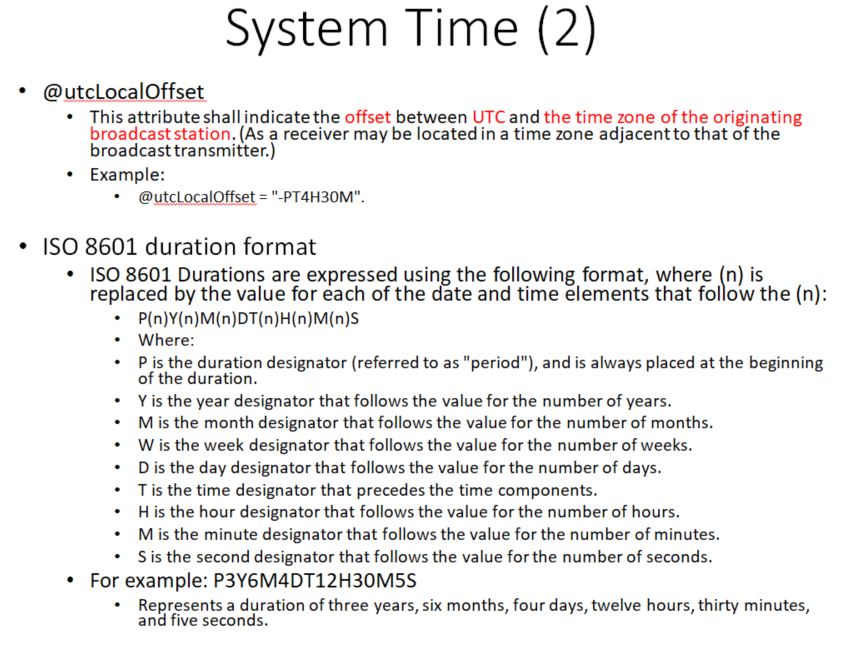 System Time (2)
• @utcLocalOffset
• This attribute shall indicate the offset between UTC and the time zone of the originating
broadcast station. (As a receiver may be located in a time zone adjacent to that of the
broadcast transmitter.)
• Example:
• @utcLocalOffset = "-PT4H30M".
• ISO 8601 duration format
• ISO 8601 Durations are expressed using the following format, where (n) is
replaced by the value for each of the date and time elements that follow the (n):
• P(n)Y(n)M(n)DT(n)H(n)M(n)S
• Where:
• P is the duration designator (referred to as "period"), and is always placed at the beginning
of the duration.
• Y is the year designator that follows the value for the number of years.
• M is the month designator that follows the value for the number of months.
• W is the week designator that follows the value for the number of weeks.
• D is the day designator that follows the value for the number of days.
• T is the time designator that precedes the time components.
• H is the hour designator that follows the value for the number of hours.
• M is the minute designator that follows the value for the number of minutes.
• S is the second designator that follows the value for the number of seconds.
• For example: P3Y6M4DT12H30M5S
• Represents a duration of three years, six months, four days, twelve hours, thirty minutes,
and five seconds.